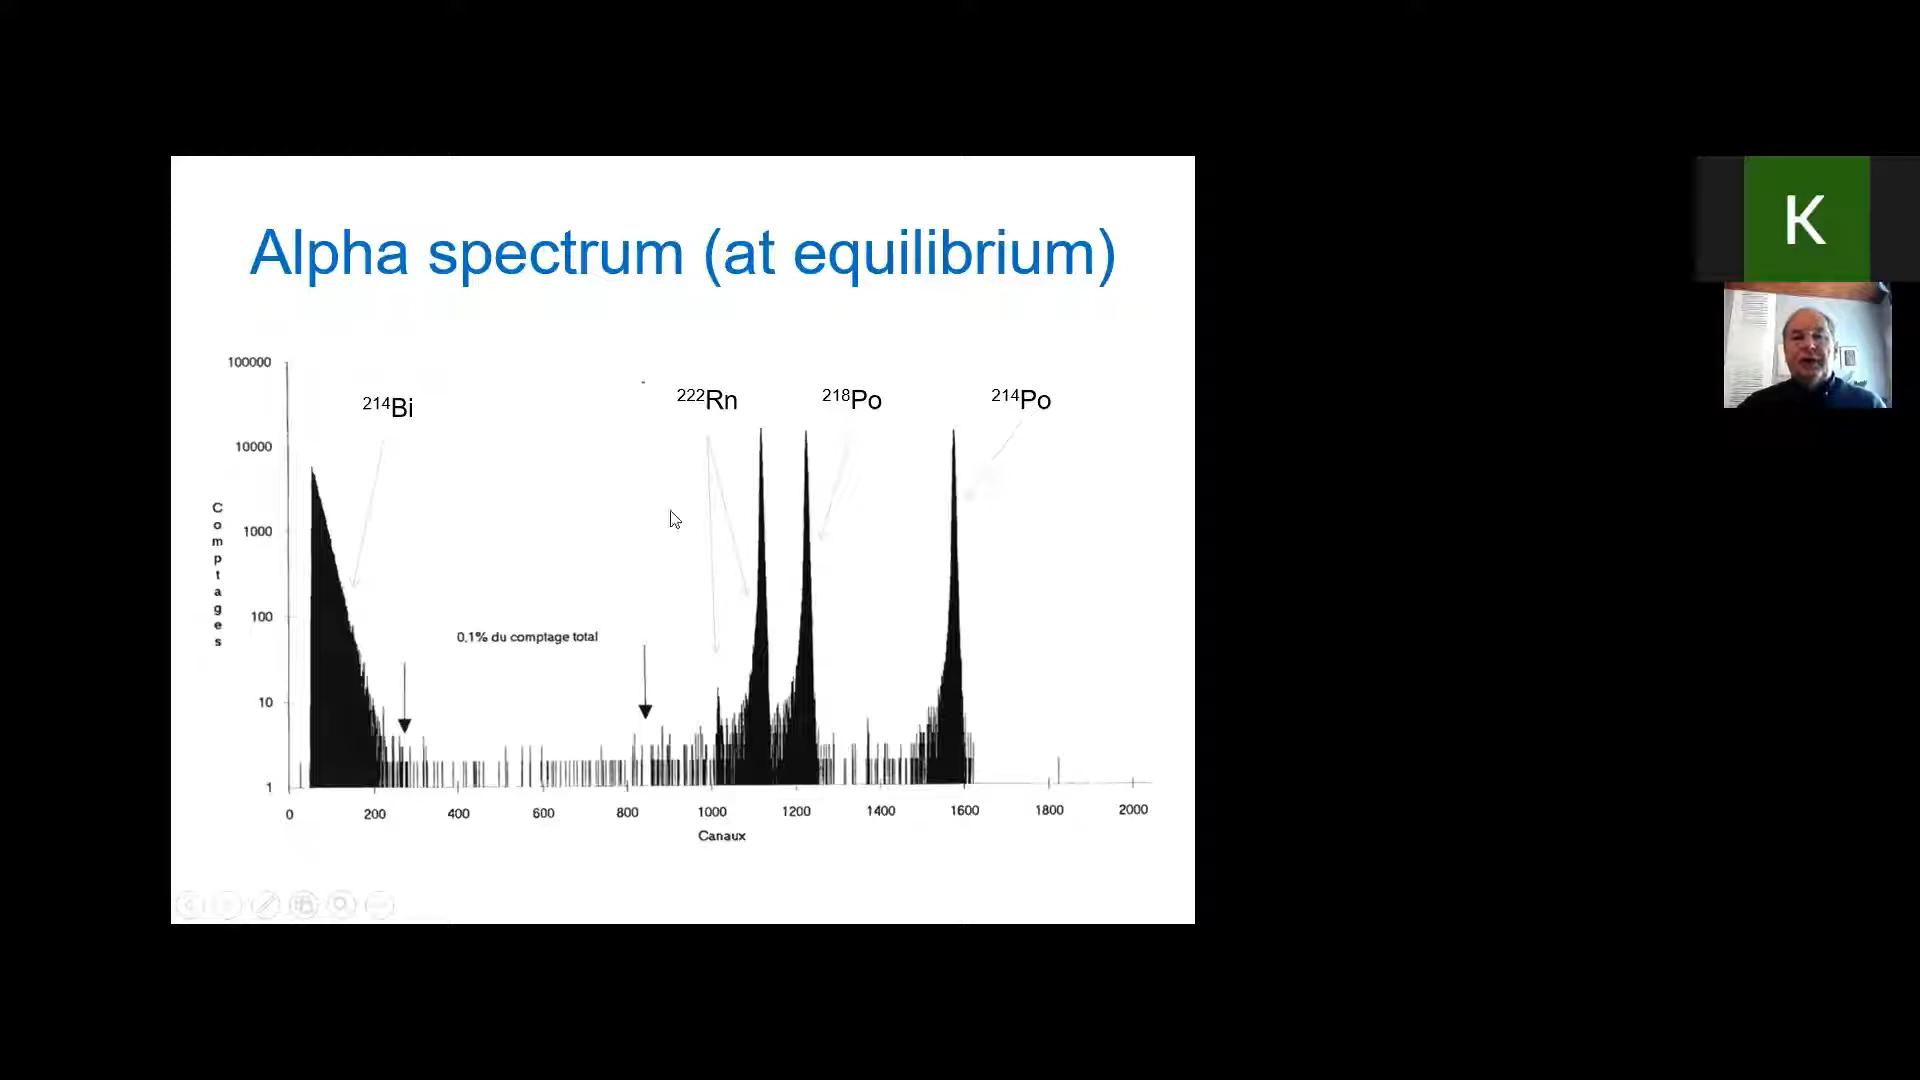 Alpha spectrum (at equilibrium)
100000
10000
1000
100
10
1
Comptages
214Bi
222Rn
218Po
214Po
0,1% du comptage total
0 200 400 600 800 1000 1200 1400 1600 1800 2000
Canaux
K